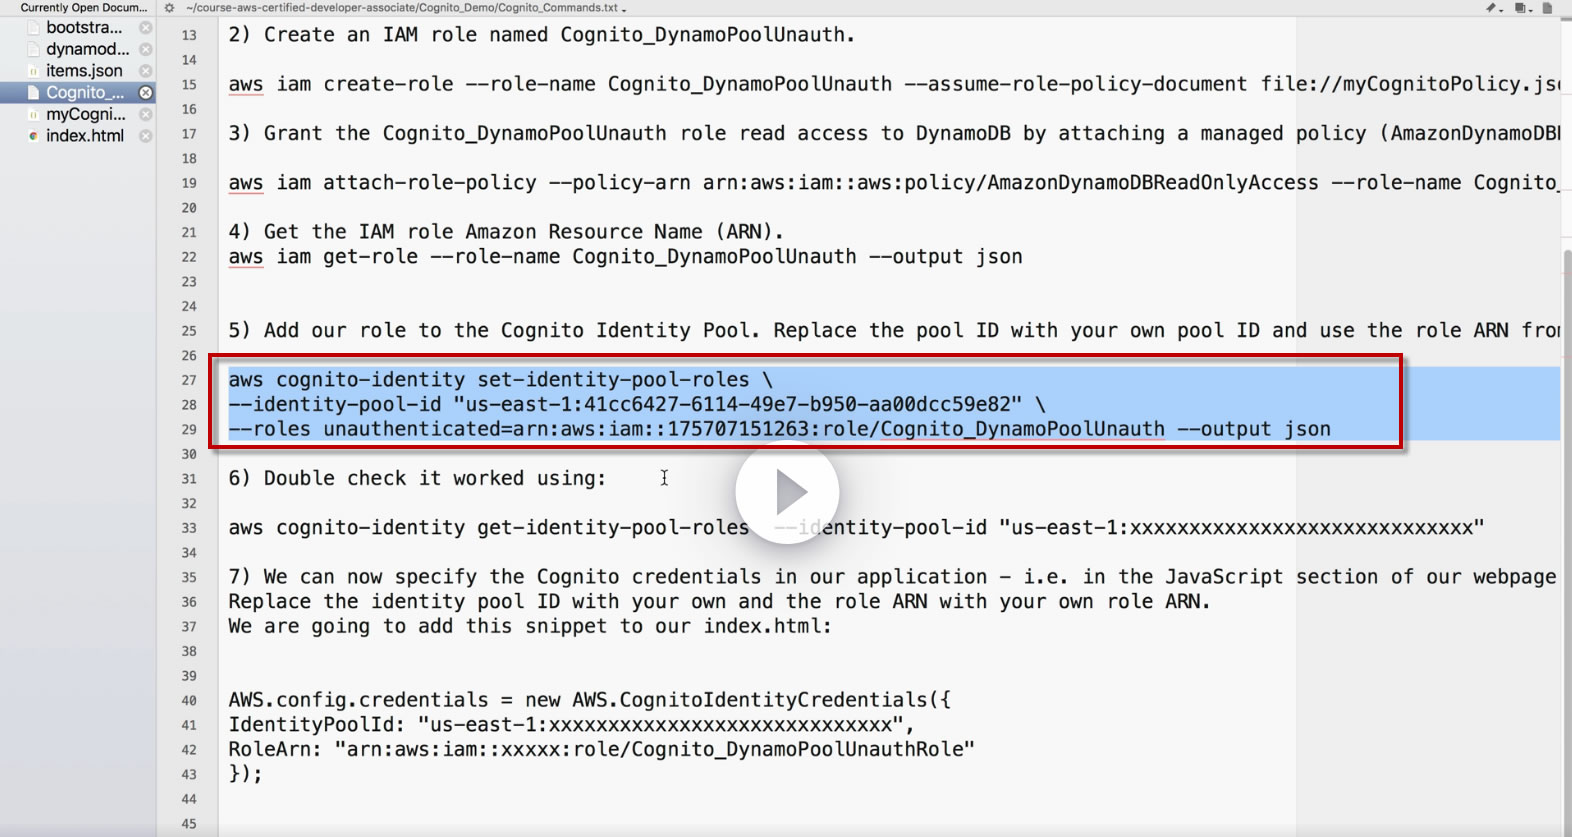 Currently Open Docum...
~/course-aws-certified-developer-associate/Cognito_Demo/Cognito_Commands.txt
bootstra...
dynamod...
items.json
Cognito_...
myCogni...
index.html
13 2) Create an IAM role named Cognito_DynamoPoolUnauth.
14
15 aws iam create-role --role-name Cognito_DynamoPoolUnauth --assume-role-policy-document file://myCognitoPolicy.js
16
17 3) Grant the Cognito_DynamoPoolUnauth role read access to DynamoDB by attaching a managed policy (AmazonDynamoDB
18
19 aws iam attach-role-policy --policy-arn arn:aws:iam::aws:policy/AmazonDynamoDBReadOnlyAccess --role-name Cognito_
20
21 4) Get the IAM role Amazon Resource Name (ARN).
22 aws iam get-role --role-name Cognito_DynamoPoolUnauth --output json
23
24
25 5) Add our role to the Cognito Identity Pool. Replace the pool ID with your own pool ID and use the role ARN fro
26
27 aws cognito-identity set-identity-pool-roles \
28 --identity-pool-id "us-east-1:41cc6427-6114-49e7-b950-aa00dcc59e82" \
29 --roles unauthenticated=arn:aws:iam::175707151263:role/Cognito_DynamoPoolUnauth --output json
30
31 6) Double check it worked using:
32
33 aws cognito-identity get-identity-pool-roles --identity-pool-id "us-east-1:xxxxxxxxxxxxxxxxxxxxxxxxxxxxx"
34
35 7) We can now specify the Cognito credentials in our application - i.e. in the JavaScript section of our webpage
36 Replace the identity pool ID with your own and the role ARN with your own role ARN.
37 We are going to add this snippet to our index.html:
38
39
40 AWS.config.credentials = new AWS.CognitoIdentityCredentials({
41 IdentityPoolId: "us-east-1:xxxxxxxxxxxxxxxxxxxxxxxxxxxxx",
42 RoleArn: "arn:aws:iam::xxxxx:role/Cognito_DynamoPoolUnauthRole"
43 });
44
45